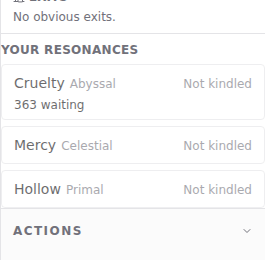 No obvious exits.
YOUR RESONANCES
Cruelty Abyssal Not kindled
363 waiting
Mercy Celestial Not kindled
Hollow Primal Not kindled
ACTIONS